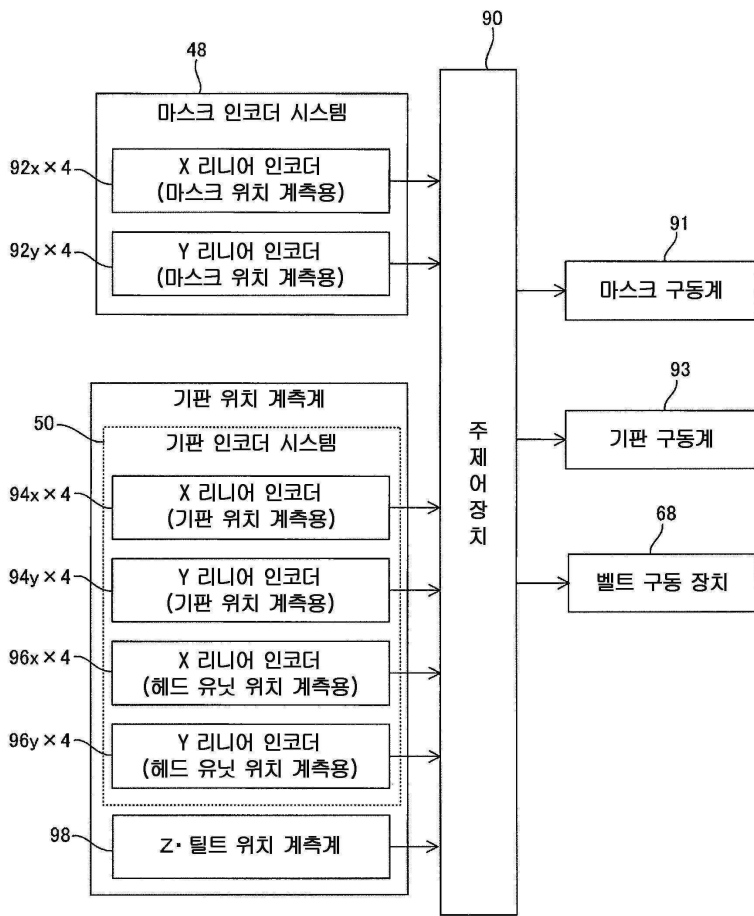 90
48
마스크 인코더 시스템
92x×4
X 리니어 인코더
(마스크 위치 계측용)
92y×4
Y 리니어 인코더
(마스크 위치 계측용)
91
마스크 구동계
기판 위치 계측계
50
기판 인코더 시스템
94x×4
X 리니어 인코더
(기판 위치 계측용)
94y×4
Y 리니어 인코더
(기판 위치 계측용)
96x×4
X 리니어 인코더
(헤드 유닛 위치 계측용)
96y×4
Y 리니어 인코더
(헤드 유닛 위치 계측용)
98
Z·틸트 위치 계측계
주제어장치
93
기판 구동계
68
벨트 구동 장치